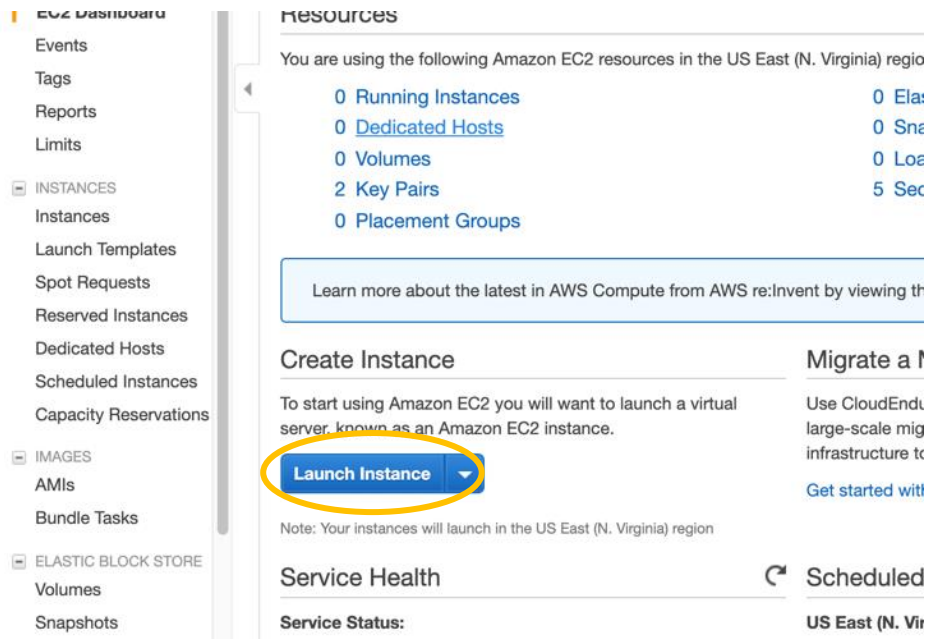 EC2 Dashboard
Events
Tags
Reports
Limits
INSTANCES
Instances
Launch Templates
Spot Requests
Reserved Instances
Dedicated Hosts
Scheduled Instances
Capacity Reservations
IMAGES
AMIs
Bundle Tasks
ELASTIC BLOCK STORE
Volumes
Snapshots
Resources
You are using the following Amazon EC2 resources in the US East (N. Virginia) regio
0 Running Instances
0 Dedicated Hosts
0 Volumes
2 Key Pairs
0 Placement Groups
0 Elas
0 Sna
0 Loa
5 Sec
Learn more about the latest in AWS Compute from AWS re:Invent by viewing th
Create Instance
To start using Amazon EC2 you will want to launch a virtual
server, known as an Amazon EC2 instance.
Launch Instance
Note: Your instances will launch in the US East (N. Virginia) region
Migrate a
Use CloudEndu
large-scale mig
infrastructure to
Get started with
Service Health
Service Status:
Scheduled
US East (N. Vir